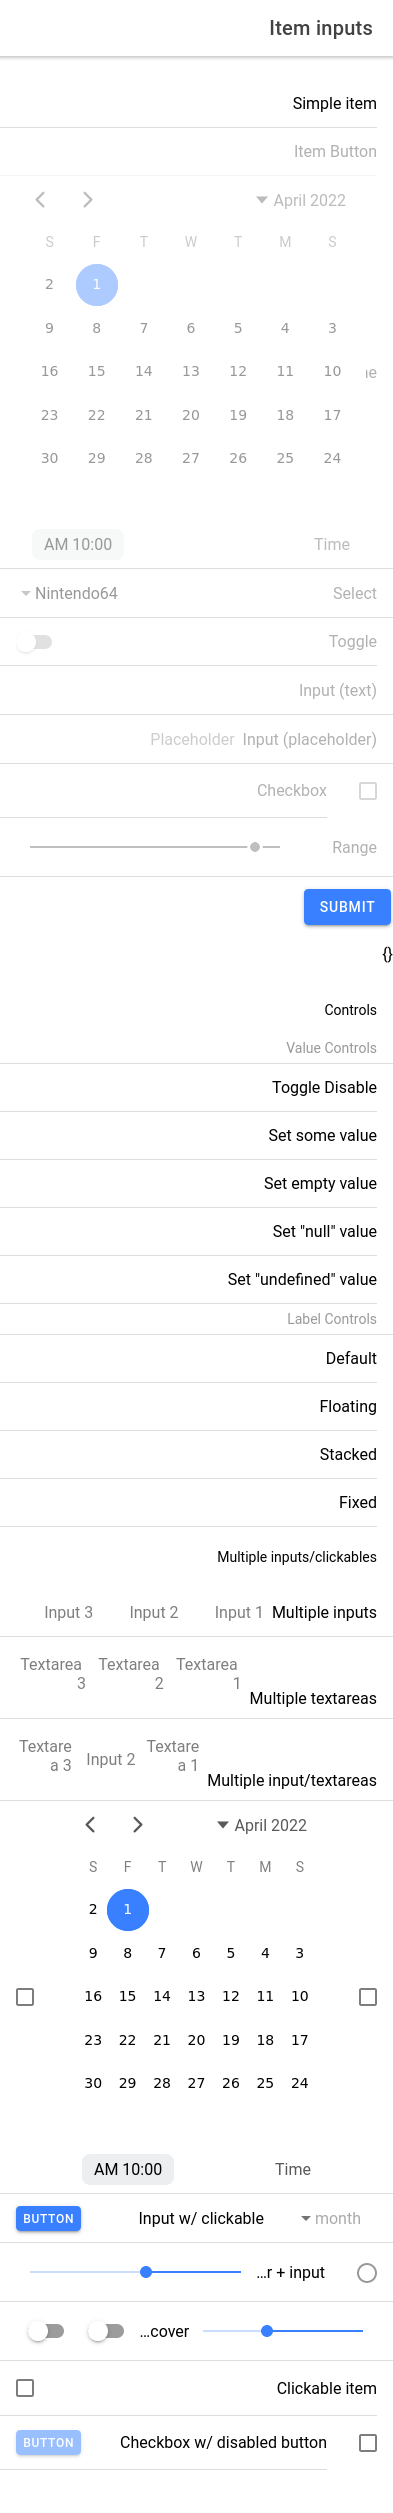 Item inputs
Simple item
Item Button
April 2022
S M T W T F S
1 2
3 4 5 6 7 8 9
10 11 12 13 14 15 16
17 18 19 20 21 22 23
24 25 26 27 28 29 30
Time
AM 10:00
Select
Nintendo64
Toggle
Input (text)
Input (placeholder) Placeholder
Checkbox
Range
SUBMIT
{}
Controls
Value Controls
Toggle Disable
Set some value
Set empty value
Set "null" value
Set "undefined" value
Label Controls
Default
Floating
Stacked
Fixed
Multiple inputs/clickables
Multiple inputs Input 1 Input 2 Input 3
Multiple textareas
Textarea
1
Textarea
2
Textarea
3
Multiple input/textareas
Textare
a 1
Input 2
Textare
a 3
April 2022
S M T W T F S
1 2
3 4 5 6 7 8 9
10 11 12 13 14 15 16
17 18 19 20 21 22 23
24 25 26 27 28 29 30
Time
AM 10:00
month
Input w/ clickable
BUTTON
...r + input
...cover
Clickable item
Checkbox w/ disabled button
BUTTON